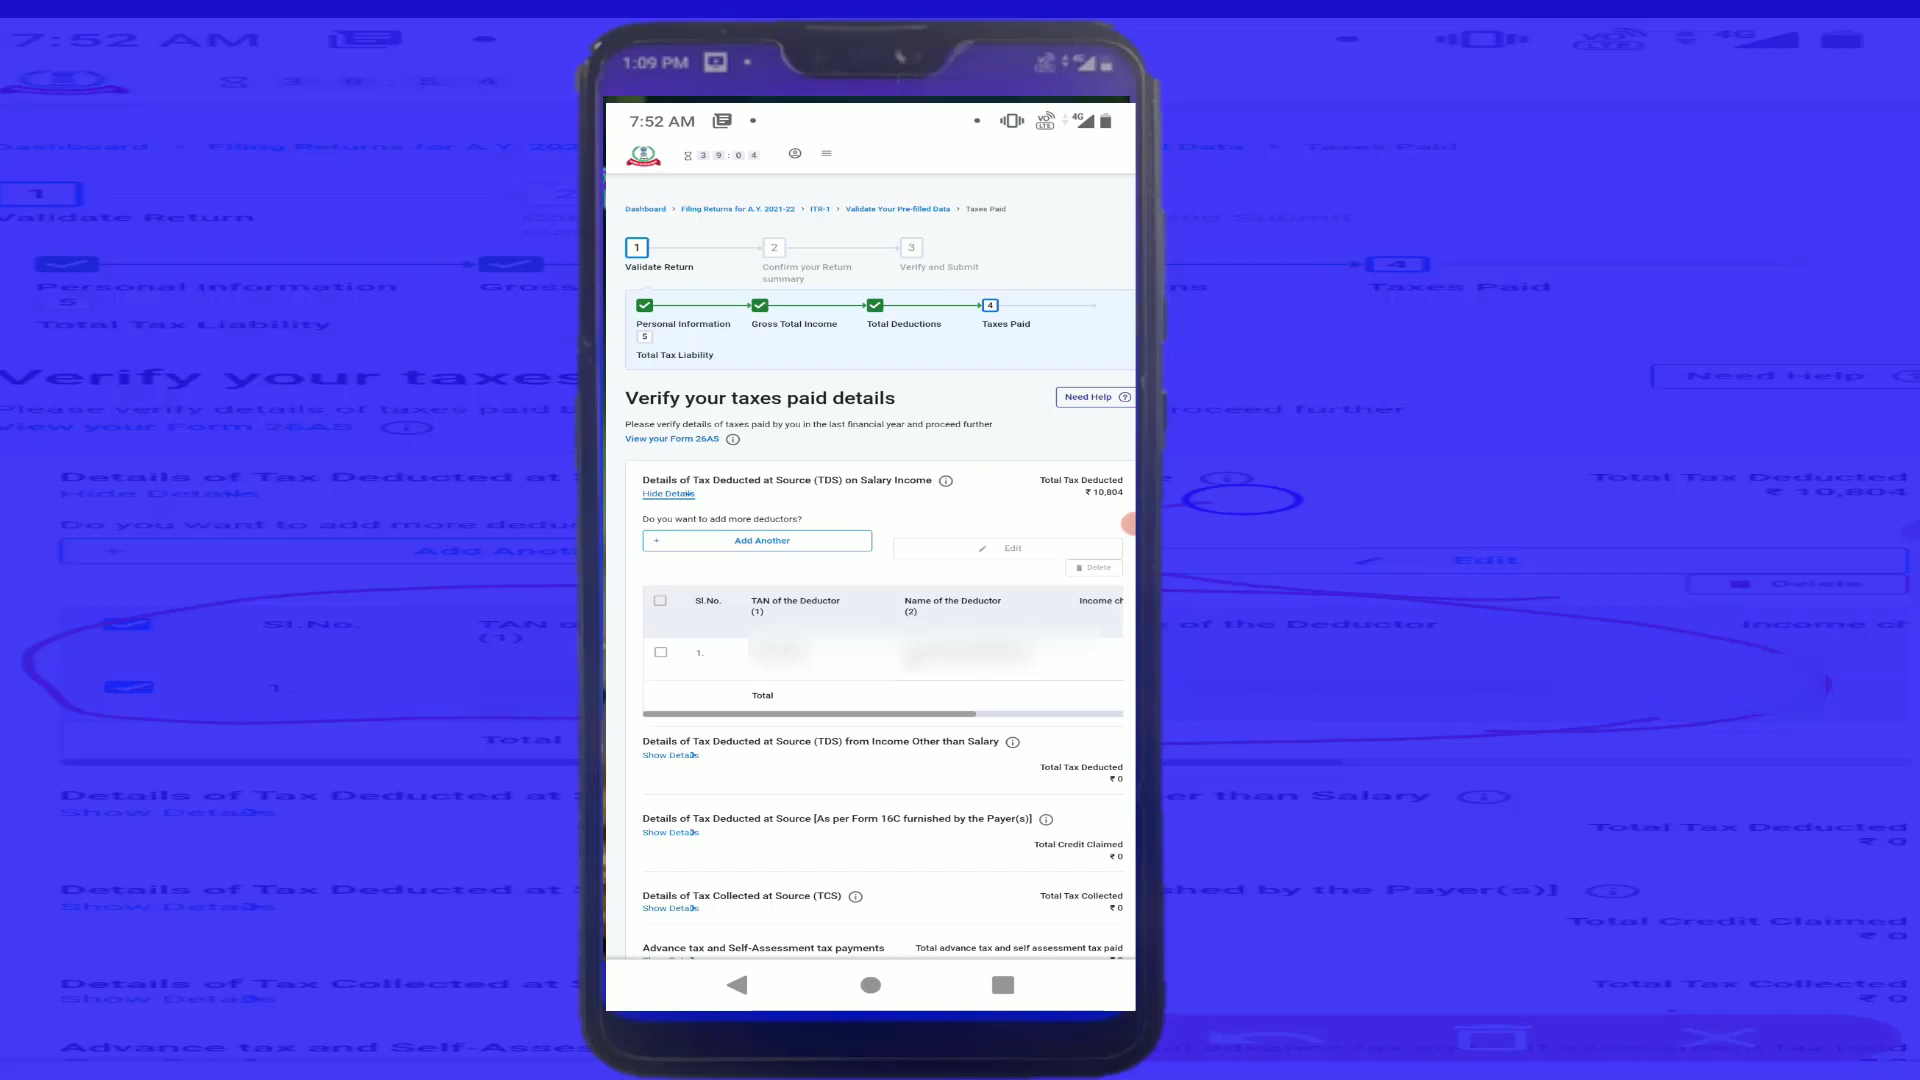 1:09 PM
7:52 AM
4G
3 9 : 0 4
Dashboard > Filing Returns for A.Y. 2021-22 > ITR-1 > Validate Your Pre-filled Data > Taxes Paid
1 2 3
Validate Return
Confirm your Return summary
Verify and Submit
4
Personal Information
Gross Total Income
Total Deductions
Taxes Paid
5
Total Tax Liability
Verify your taxes paid details
Need Help
Please verify details of taxes paid by you in the last financial year and proceed further
View your Form 26AS
Details of Tax Deducted at Source (TDS) on Salary Income
Total Tax Deducted
Hide Details
₹ 10,804
Do you want to add more deductors?
+ Add Another
Edit
Delete
Sl.No.
TAN of the Deductor
(1)
Name of the Deductor
(2)
Income ch
1.
Total
Details of Tax Deducted at Source (TDS) from Income Other than Salary
Show Details
Total Tax Deducted
₹ 0
Details of Tax Deducted at Source [As per Form 16C furnished by the Payer(s)]
Show Details
Total Credit Claimed
₹ 0
Details of Tax Collected at Source (TCS)
Total Tax Collected
Show Details
₹ 0
Advance tax and Self-Assessment tax payments
Total advance tax and self assessment tax paid